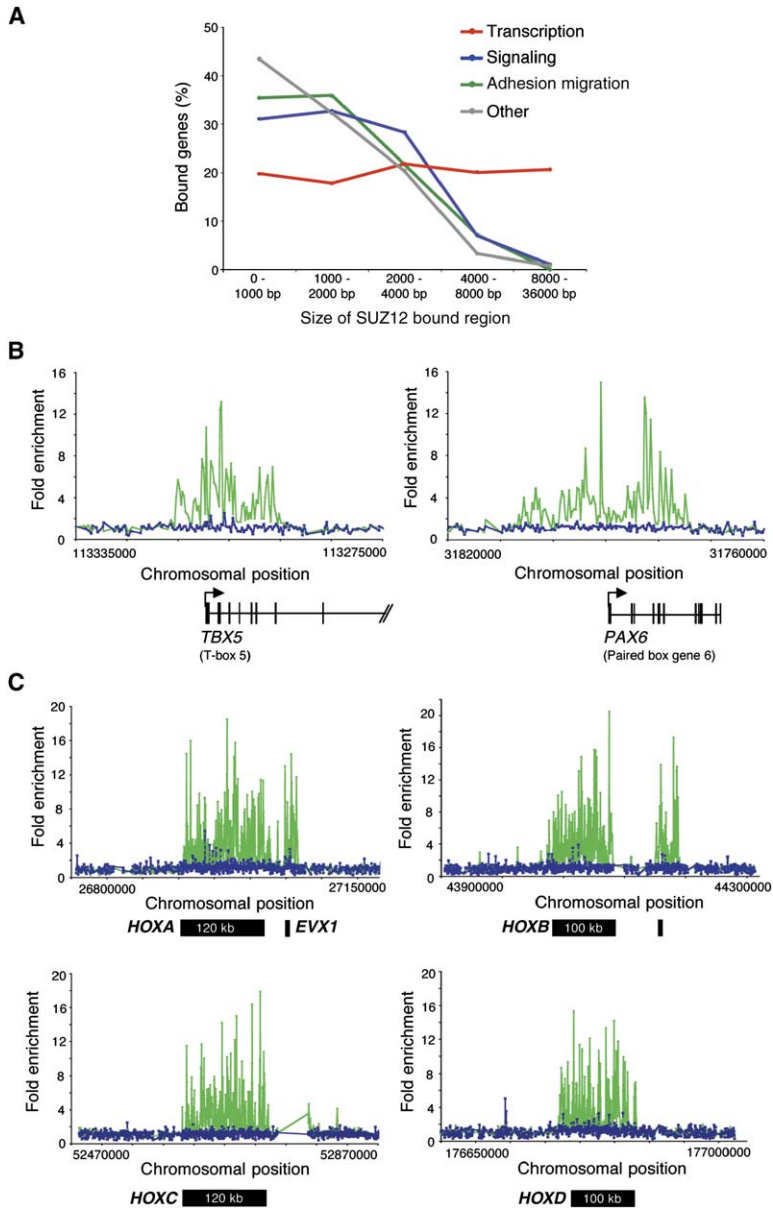 A
50
40
30
20
10
0
Bound genes (%)
Transcription
Signaling
Adhesion migration
Other
0 - 1000 - 2000 - 4000 - 8000 -
1000 bp 2000 bp 4000 bp 8000 bp 36000 bp
Size of SUZ12 bound region
B
16
12
8
4
0
Fold enrichment
113335000 113275000
Chromosomal position
TBX5
(T-box 5)
16
12
8
4
0
Fold enrichment
31820000 31760000
Chromosomal position
PAX6
(Paired box gene 6)
C
20
16
12
8
4
0
Fold enrichment
26800000 27150000
Chromosomal position
HOXA 120 kb EVX1
20
16
12
8
4
0
Fold enrichment
43900000 44300000
Chromosomal position
HOXB 100 kb
20
16
12
8
4
0
Fold enrichment
52470000 52870000
Chromosomal position
HOXC 120 kb
20
16
12
8
4
0
Fold enrichment
176650000 177000000
Chromosomal position
HOXD 100 kb